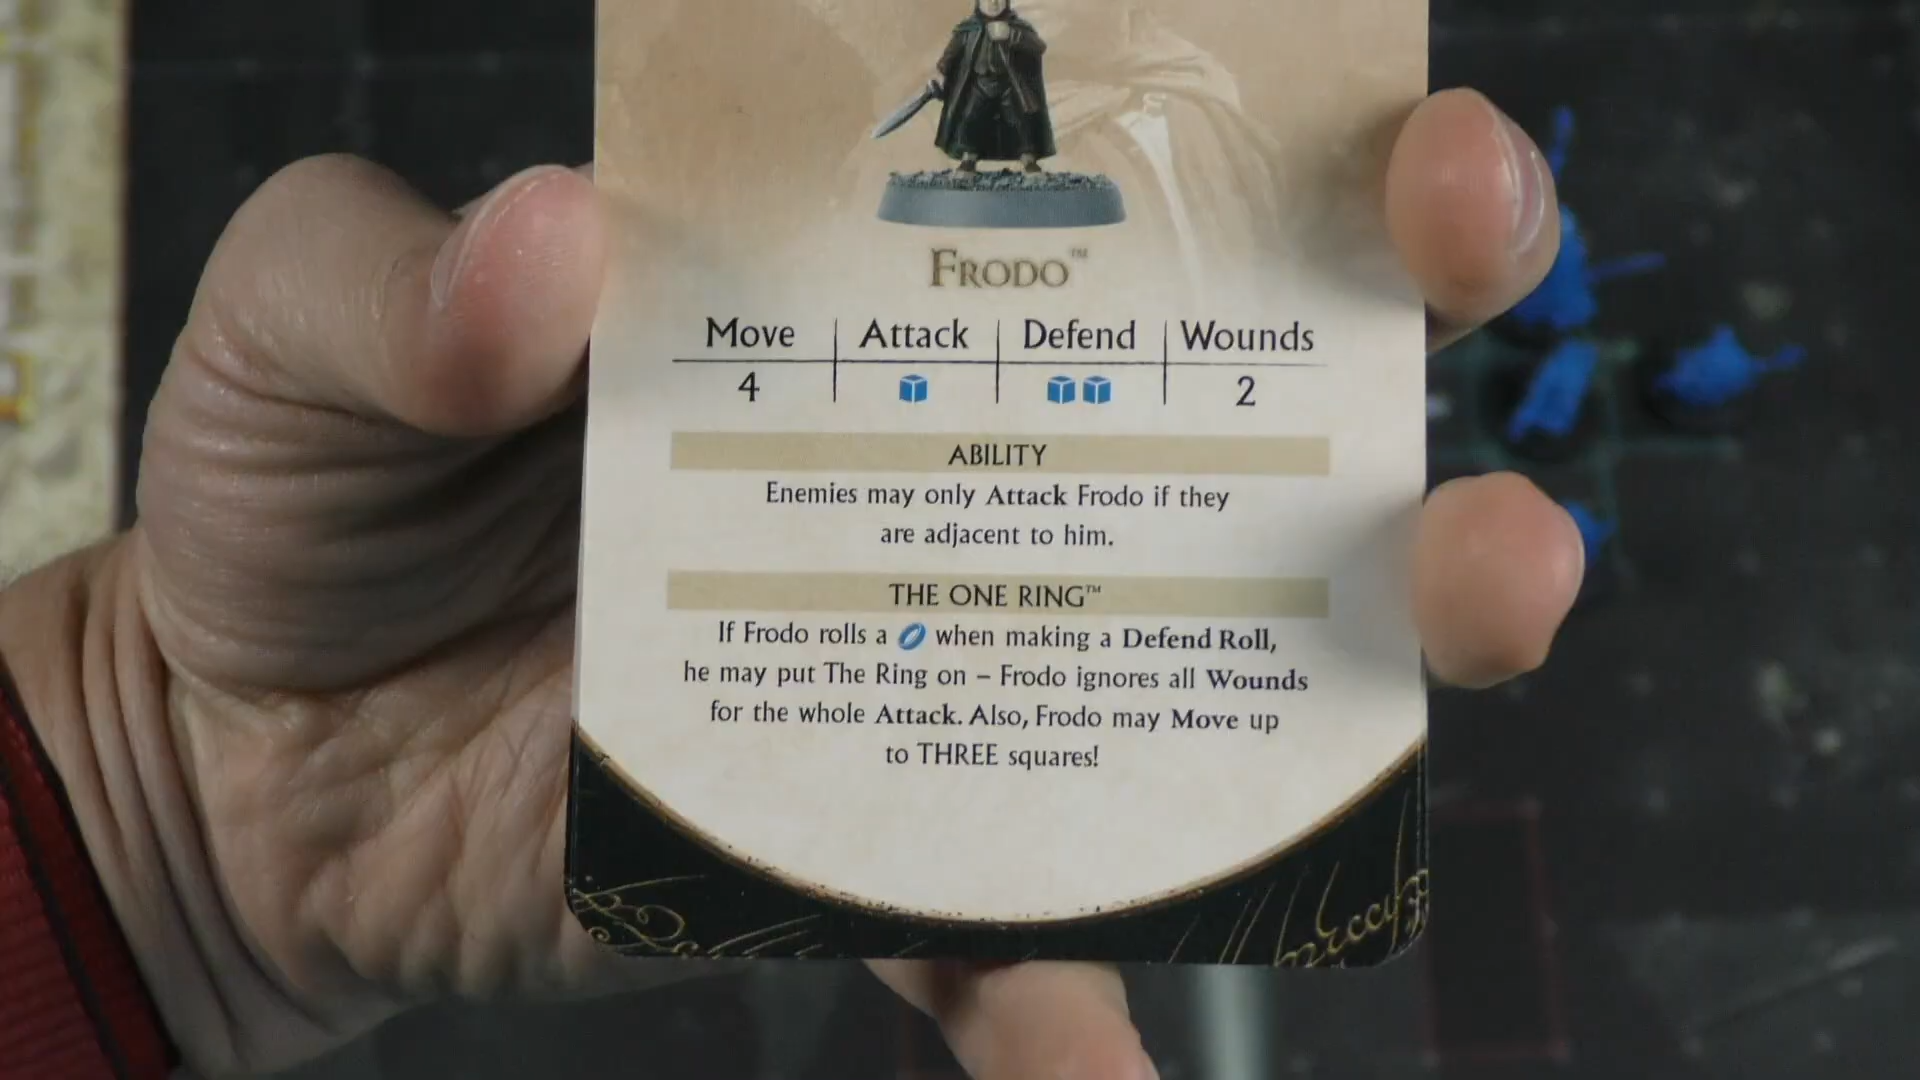 FRODO™
Move Attack Defend Wounds
4 2
ABILITY
Enemies may only Attack Frodo if they
are adjacent to him.
THE ONE RING™
If Frodo rolls a when making a Defend Roll,
he may put The Ring on – Frodo ignores all Wounds
for the whole Attack. Also, Frodo may Move up
to THREE squares!